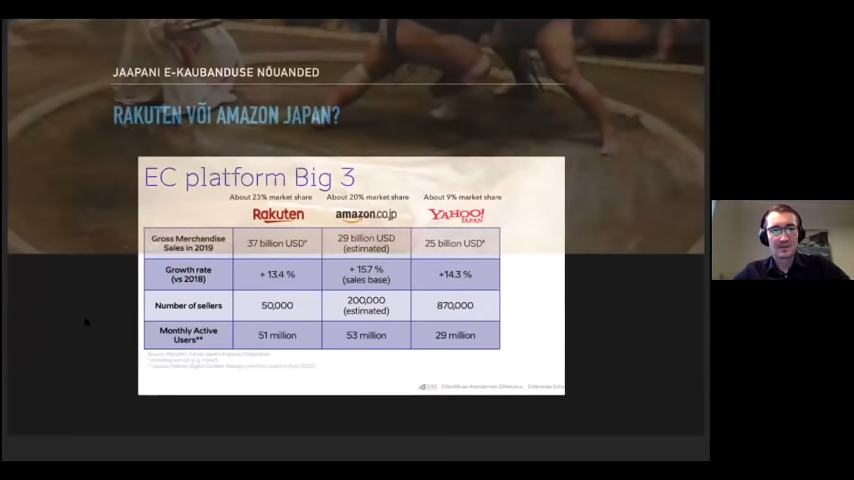 JAAPANI E-KAUBANDUSE NÕUANDED
RAKUTEN VÕI AMAZON JAPAN?
EC platform Big 3
About 23% market share About 20% market share About 9% market share
Rakuten amazon.co.jp YAHOO! JAPAN
Gross Merchandise Sales in 2019 37 billion USD* 29 billion USD (estimated) 25 billion USD*
Growth rate (vs 2018) + 13.4 % + 15.7 % (sales base) +14.3 %
Number of sellers 50,000 200,000 (estimated) 870,000
Monthly Active Users** 51 million 53 million 29 million